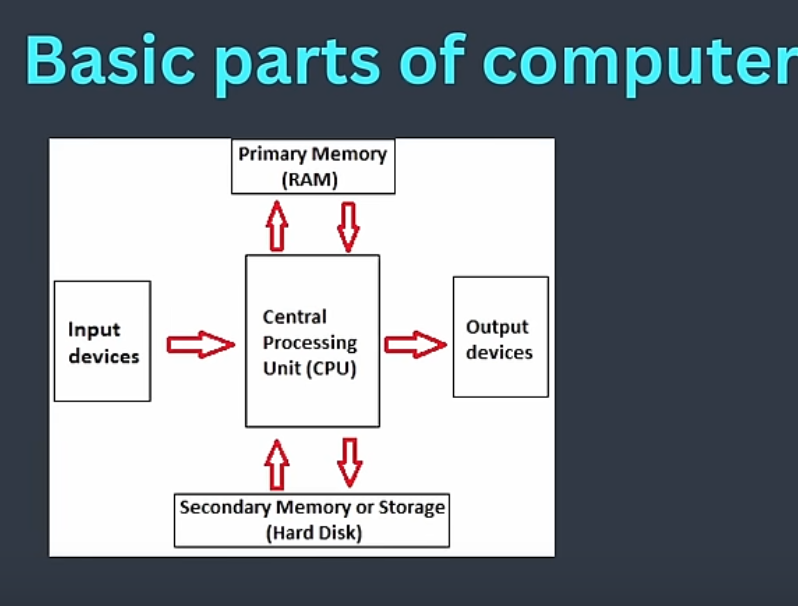 Basic parts of computer
Primary Memory
(RAM)
Input
devices
Central
Processing
Unit (CPU)
Output
devices
Secondary Memory or Storage
(Hard Disk)